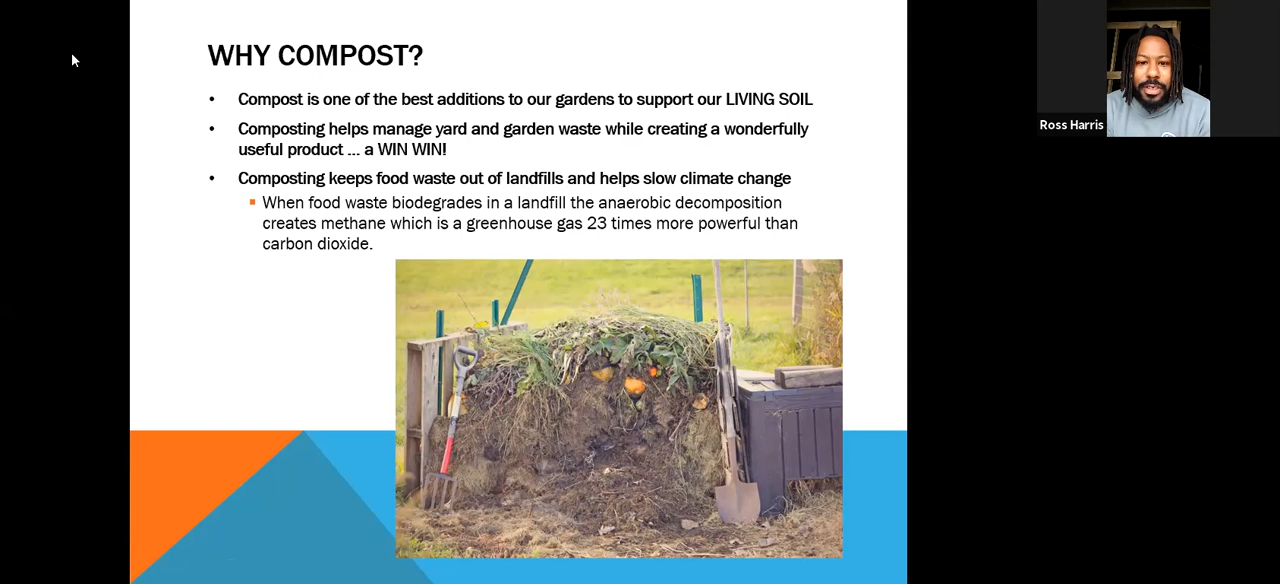 WHY COMPOST?
• Compost is one of the best additions to our gardens to support our LIVING SOIL
• Composting helps manage yard and garden waste while creating a wonderfully
useful product ... a WIN WIN!
• Composting keeps food waste out of landfills and helps slow climate change
▪ When food waste biodegrades in a landfill the anaerobic decomposition
creates methane which is a greenhouse gas 23 times more powerful than
carbon dioxide.
Ross Harris